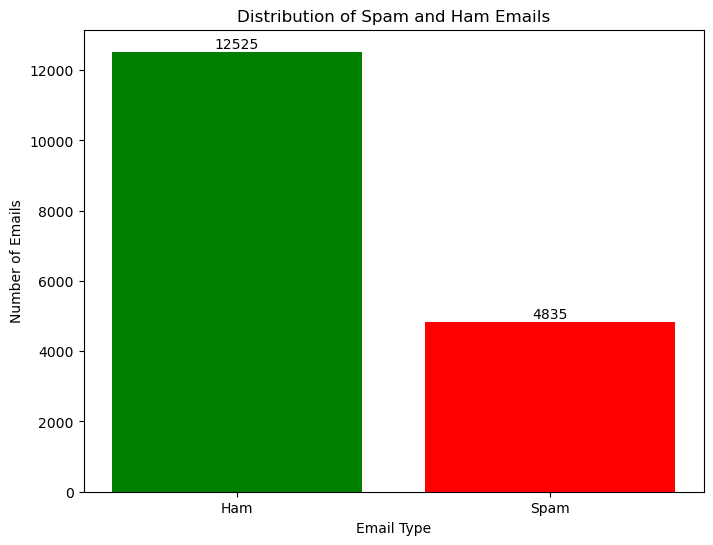 Distribution of Spam and Ham Emails
12525
4835
12000
10000
8000
6000
4000
2000
0
Number of Emails
Ham
Spam
Email Type